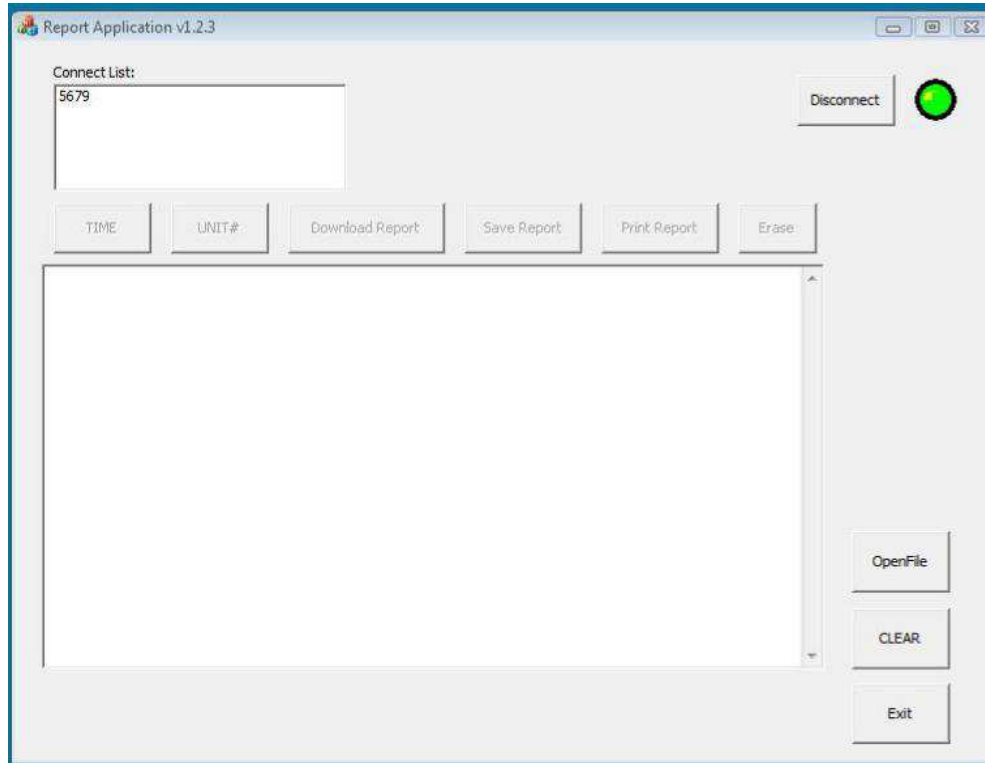 Report Application v1.2.3
Connect List:
5679
Disconnect
TIME UNIT# Download Report Save Report Print Report Erase
OpenFile
CLEAR
Exit